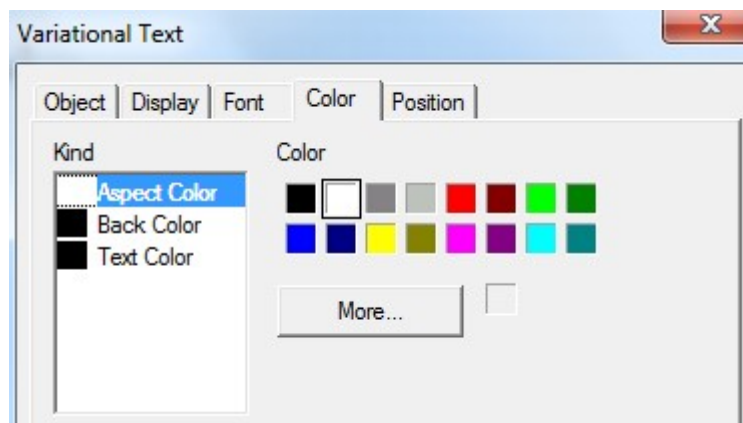 Variational Text
Object Display Font Color Position
Kind Color
Aspect Color
Back Color
Text Color
More...